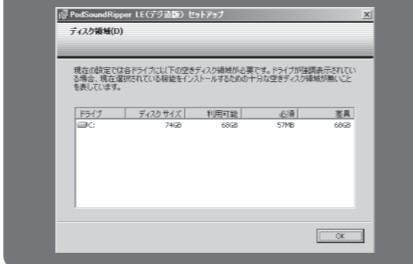 PodSoundRipper LE(デジ造版) セットアップ
ディスク領域(D)
現在の設定では各ドライブに以下の空きディスク領域が必要です。ドライブが強調表示されてい
る場合、現在選択されている機能をインストールするための十分な空きディスク領域が無いこと
を表しています。
ドライブ ディスク サイズ 利用可能 必須 差異
C: 74GB 68GB 57MB 68GB
OK